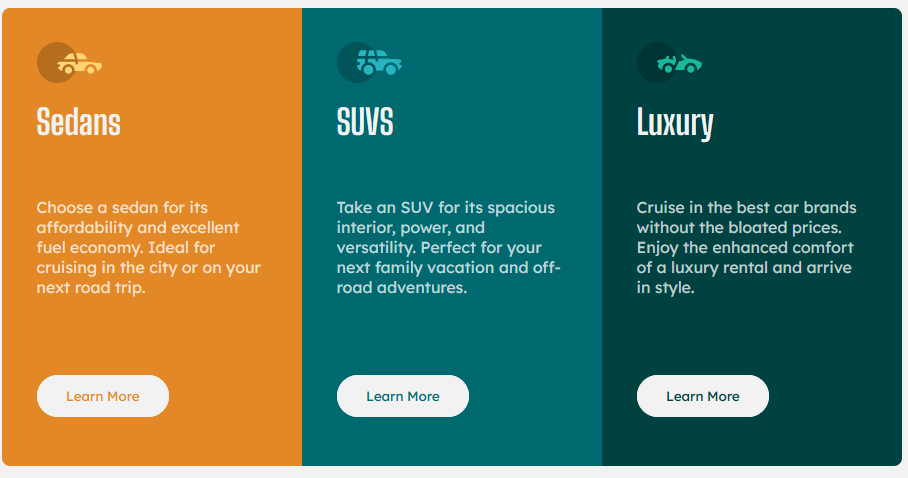 Sedans
Choose a sedan for its
affordability and excellent
fuel economy. Ideal for
cruising in the city or on your
next road trip.
Learn More
SUVS
Take an SUV for its spacious
interior, power, and
versatility. Perfect for your
next family vacation and off-
road adventures.
Learn More
Luxury
Cruise in the best car brands
without the bloated prices.
Enjoy the enhanced comfort
of a luxury rental and arrive
in style.
Learn More